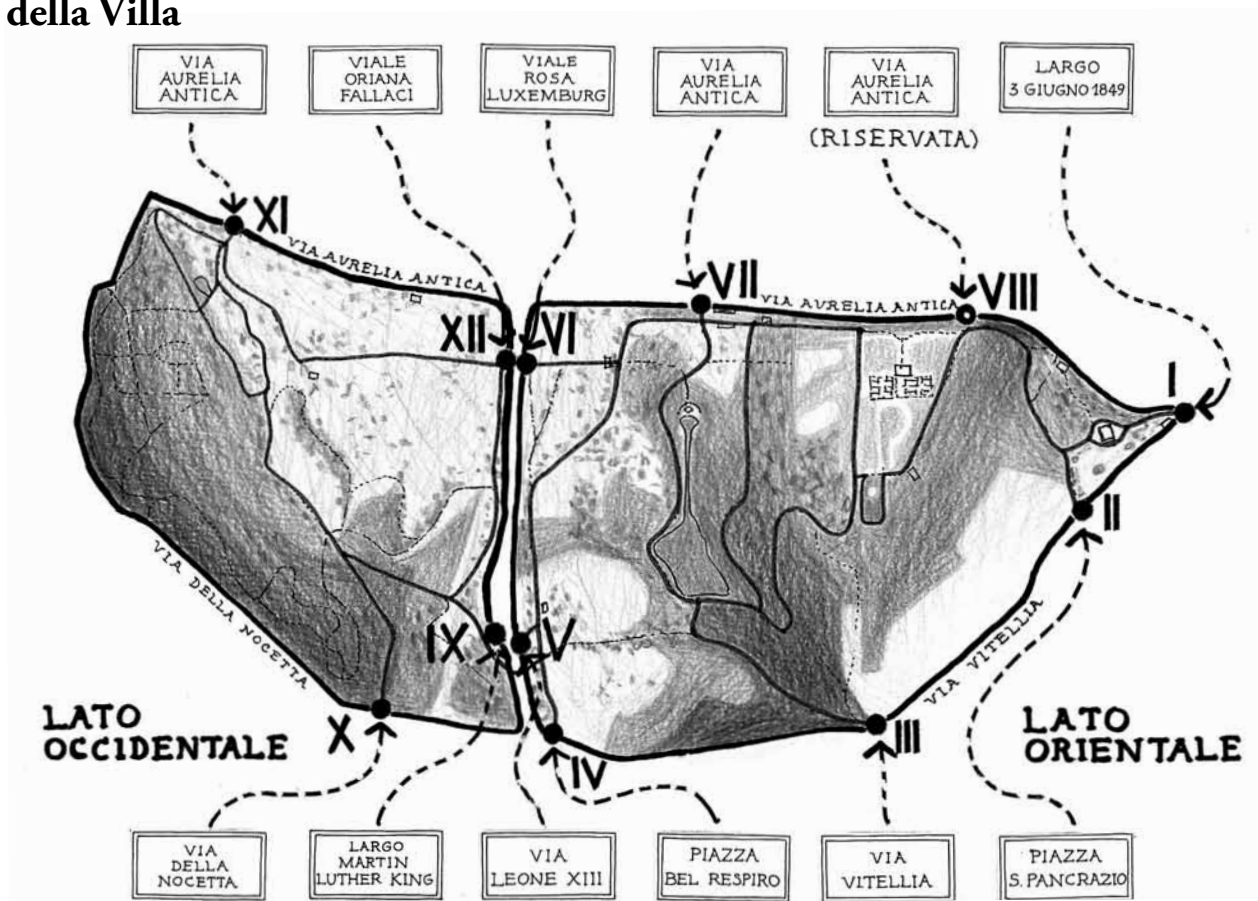 della Villa
VIA
AURELIA
ANTICA
VIALE
ORIANA
FALLACI
VIALE
ROSA
LUXEMBURG
VIA
AURELIA
ANTICA
VIA
AURELIA
ANTICA
(RISERVATA)
LARGO
3 GIUGNO 1849
XI
VIA AURELIA ANTICA
VII
VIA AURELIA ANTICA
VIII
XII
VI
I
II
VIA DELLA NOCETTA
IX
V
VIA VITELLIA
LATO
OCCIDENTALE
X
IV
III
LATO
ORIENTALE
VIA
DELLA
NOCETTA
LARGO
MARTIN
LUTHER KING
VIA
LEONE XIII
PIAZZA
BEL RESPIRO
VIA
VITELLIA
PIAZZA
S. PANCRAZIO